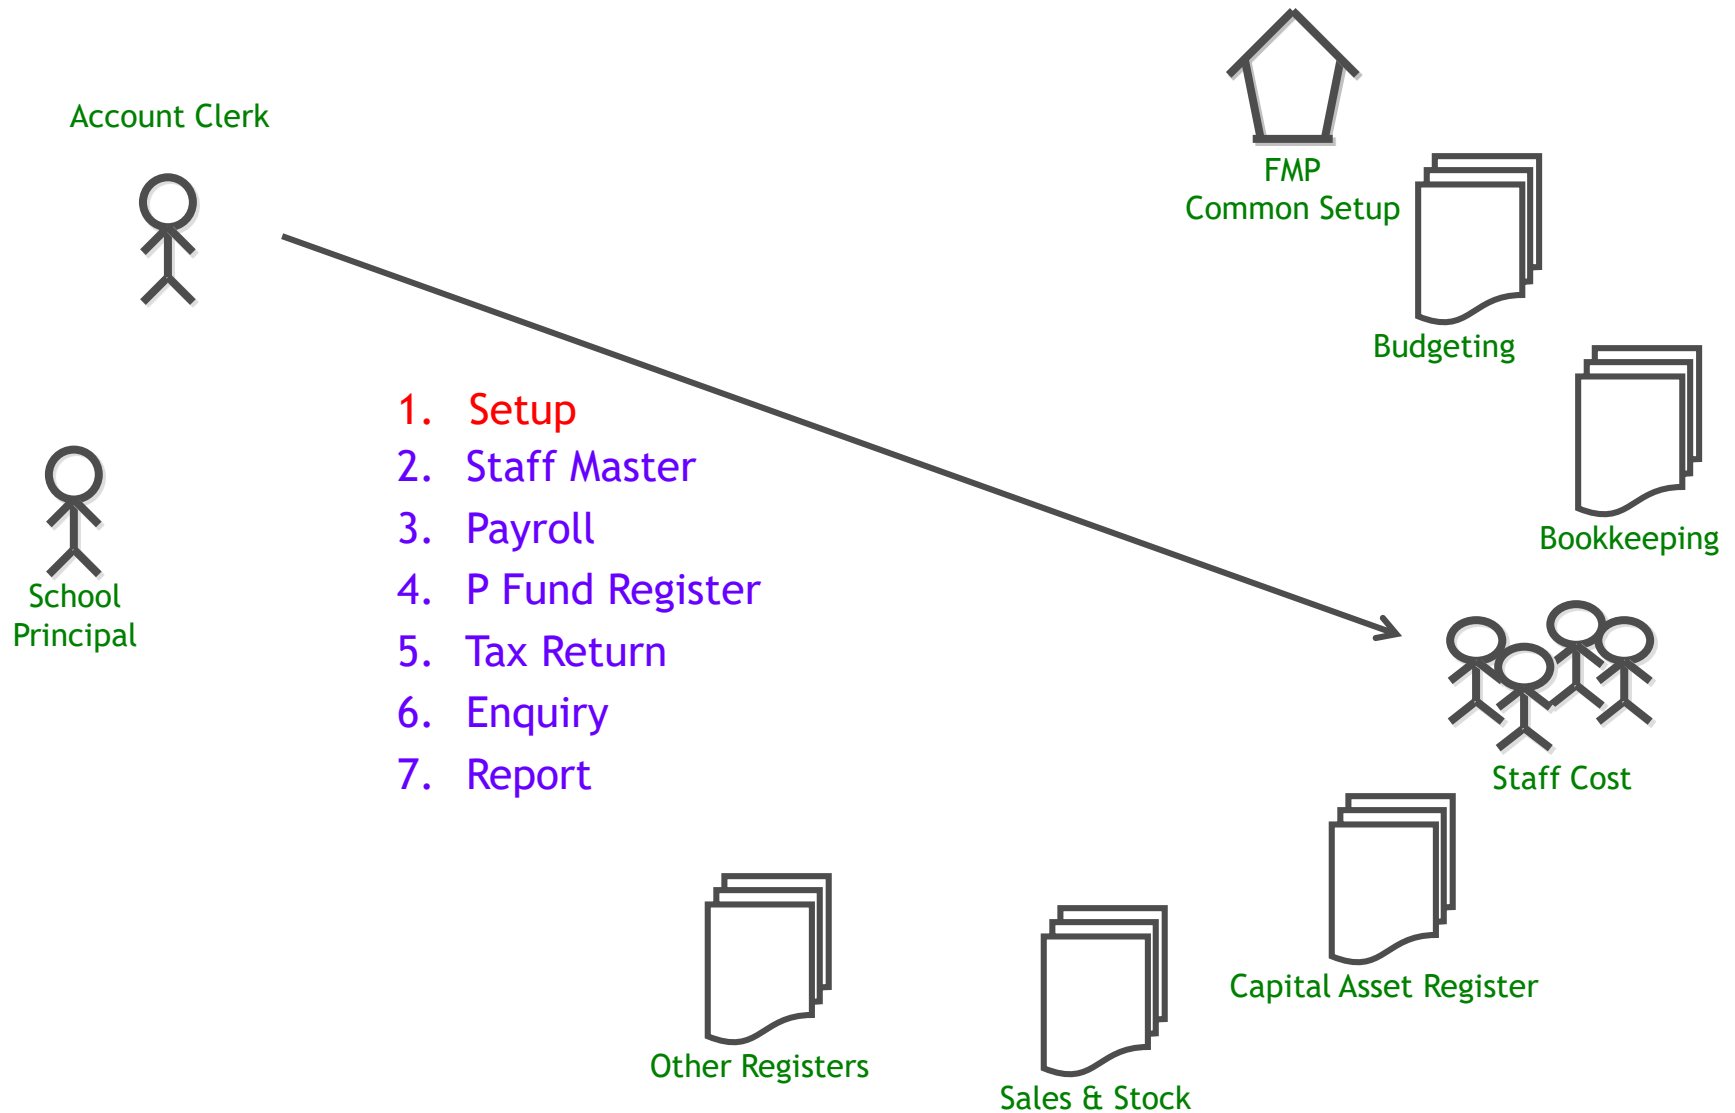 Account Clerk
FMP
Common Setup
Budgeting
1. Setup
2. Staff Master
3. Payroll
4. P Fund Register
5. Tax Return
6. Enquiry
7. Report
School
Principal
Bookkeeping
Staff Cost
Capital Asset Register
Other Registers
Sales & Stock